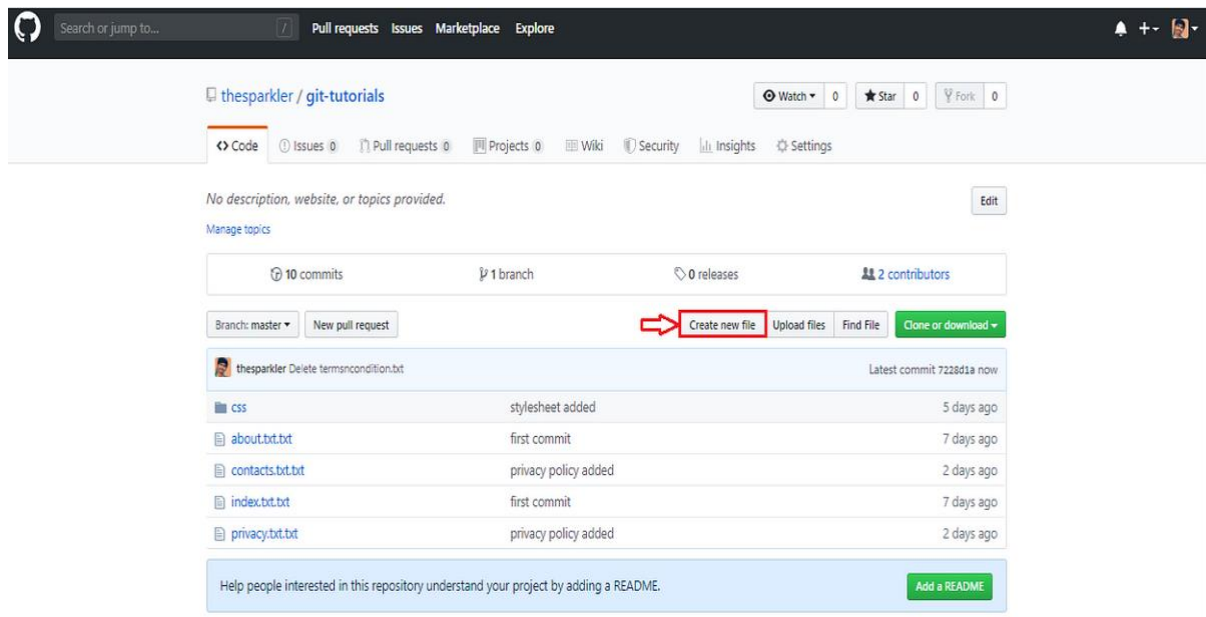 Search or jump to... / Pull requests Issues Marketplace Explore
thesparkler / git-tutorials Watch 0 Star 0 Fork 0
Code Issues 0 Pull requests 0 Projects 0 Wiki Security Insights Settings
No description, website, or topics provided. Edit
Manage topics
10 commits 1 branch 0 releases 2 contributors
Branch: master New pull request Create new file Upload files Find File Clone or download
thesparkler Delete termsncondition.txt Latest commit 7228d1a now
css stylesheet added 5 days ago
about.txt.txt first commit 7 days ago
contacts.txt.txt privacy policy added 2 days ago
index.txt.txt first commit 7 days ago
privacy.txt.txt privacy policy added 2 days ago
Help people interested in this repository understand your project by adding a README. Add a README